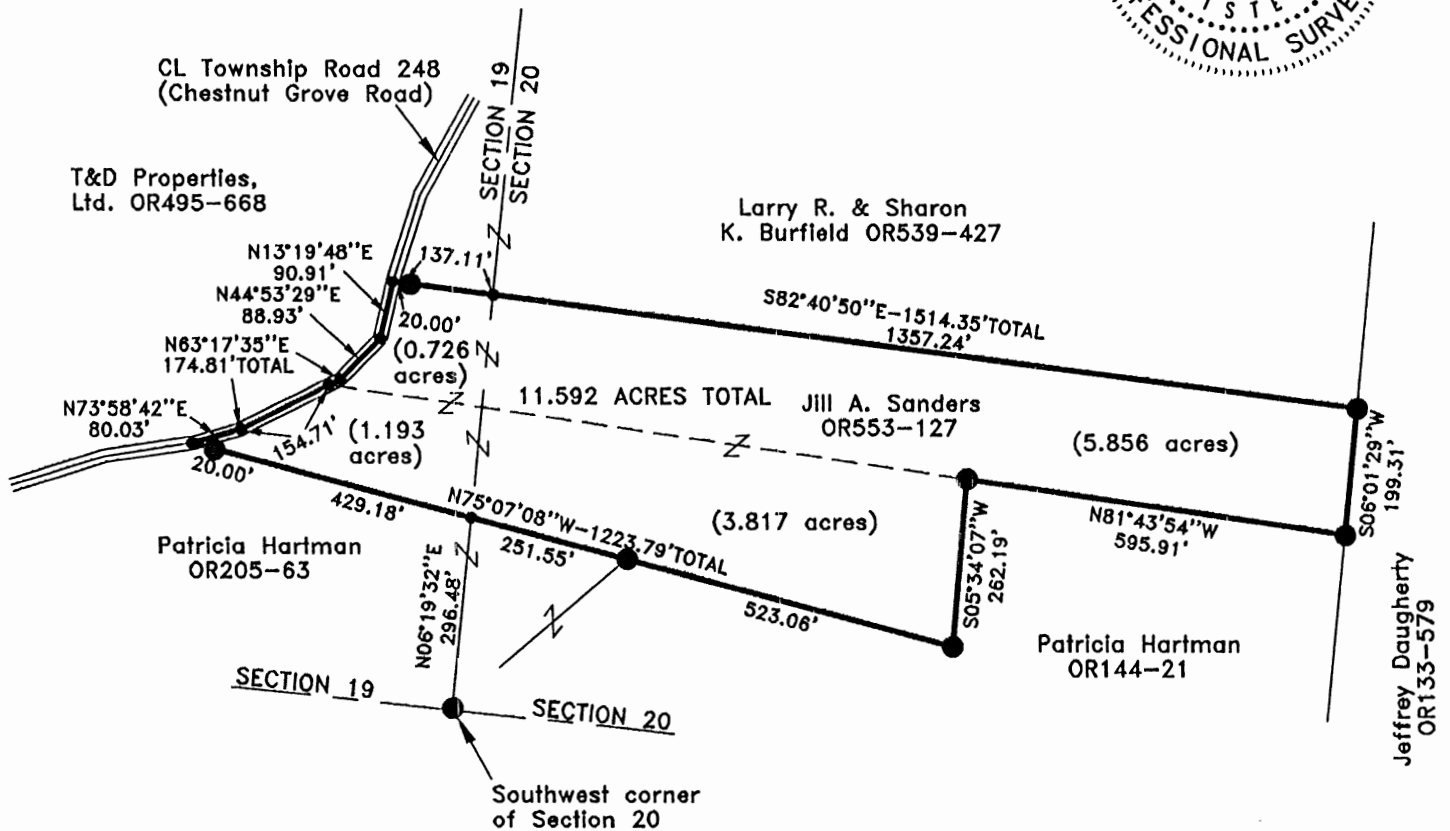 ISTE
ESSIONAL SURVE
CL Township Road 248
(Chestnut Grove Road)
SECTION 19
SECTION 20
T&D Properties,
Ltd. OR495-668
Larry R. & Sharon
K. Burfield OR539-427
N13°19'48"E
90.91'
137.11'
N44°53'29"E
88.93'
S82°40'50"E-1514.35'TOTAL
1357.24'
20.00'
N63°17'35"E
174.81'TOTAL
(0.726
acres)
11.592 ACRES TOTAL
Jill A. Sanders
OR553-127
N73°58'42"E
80.03'
154.71'
(1.193
acres)
(5.856 acres)
S06°01'29"W
199.31'
20.00'
429.18'
N75°07'08"W-1223.79'TOTAL
251.55'
(3.817 acres)
N81°43'54"W
595.91'
S05°34'07"W
262.19'
523.06'
Patricia Hartman
OR205-63
N06°19'32"E
296.48'
Patricia Hartman
OR144-21
Jeffrey Daugherty
OR133-579
SECTION 19
SECTION 20
Southwest corner
of Section 20